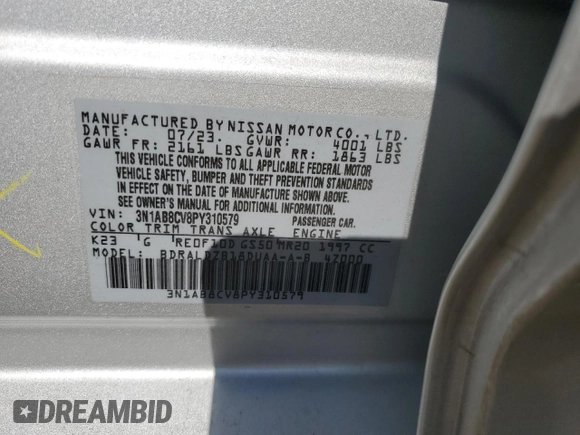 MANUFACTURED BY NISSAN MOTOR CO., LTD.
DATE: 07/23. GVWR: 4001 LBS
GAWR FR: 2161 LBS GAWR RR: 1863 LBS
THIS VEHICLE CONFORMS TO ALL APPLICABLE FEDERAL MOTOR
VEHICLE SAFETY, BUMPER AND THEFT PREVENTION STANDARDS
IN EFFECT ON THE DATE OF MANUFACTURE SHOWN ABOVE.
SEE OWNER'S MANUAL FOR ADDITIONAL INFORMATION.
VIN: 3N1AB8CV8PY310579 PASSENGER CAR
COLOR TRIM TRANS AXLE ENGINE
K23 G RE0F10D GS50 MR20 1997 CC
MODEL: BDRALDZB18DUAA-A-B 47000
3N1AB8CV8PY310579
DREAMBID